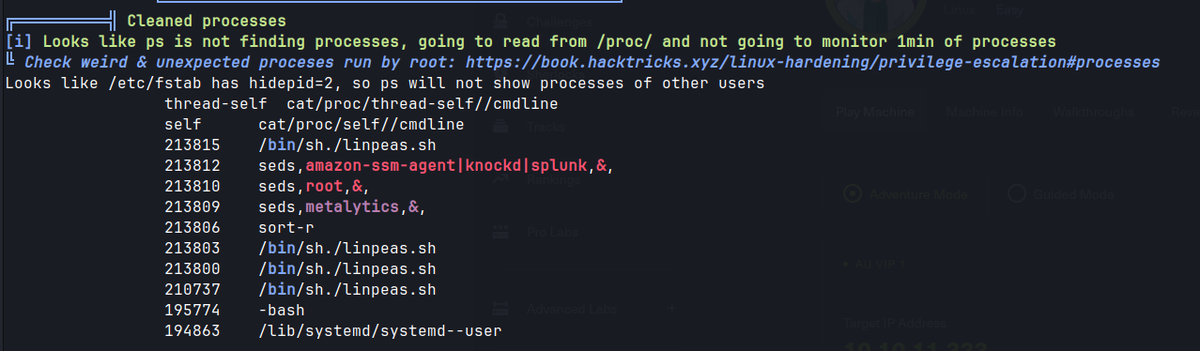 Cleaned processes
[i] Looks like ps is not finding processes, going to read from /proc/ and not going to monitor 1min of processes
Check weird & unexpected proceses run by root: https://book.hacktricks.xyz/linux-hardening/privilege-escalation#processes
Looks like /etc/fstab has hidepid=2, so ps will not show processes of other users
thread-self cat/proc/thread-self//cmdline
self cat/proc/self//cmdline
213815 /bin/sh./linpeas.sh
213812 seds,amazon-ssm-agent|knockd|splunk,&,
213810 seds,root,&,
213809 seds,metalytics,&,
213806 sort-r
213803 /bin/sh./linpeas.sh
213800 /bin/sh./linpeas.sh
210737 /bin/sh./linpeas.sh
195774 -bash
194863 /lib/systemd/systemd--user
Challenges
Linux Easy
Tracks
Rankings
Pro Labs
Advanced Labs +
Play Machine Machine Info Walkthroughs
Adventure Mode Guided Mode
Target IP Address